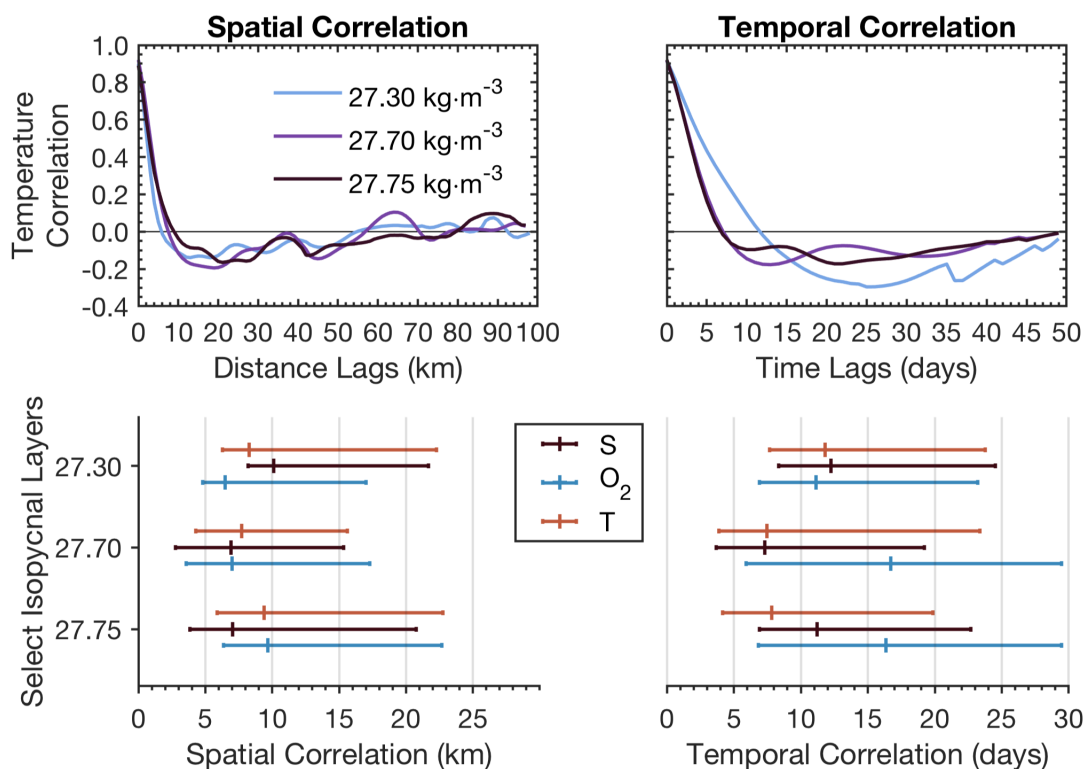 Spatial Correlation
Temperature
Correlation
1.0
0.8
0.6
0.4
0.2
0.0
-0.2
-0.4
27.30 kg·m⁻³
27.70 kg·m⁻³
27.75 kg·m⁻³
0 10 20 30 40 50 60 70 80 90 100
Distance Lags (km)
Temporal Correlation
0 5 10 15 20 25 30 35 40 45 50
Time Lags (days)
Select Isopycnal Layers
27.30
27.70
27.75
0 5 10 15 20 25
Spatial Correlation (km)
S
O₂
T
0 5 10 15 20 25 30
Temporal Correlation (days)